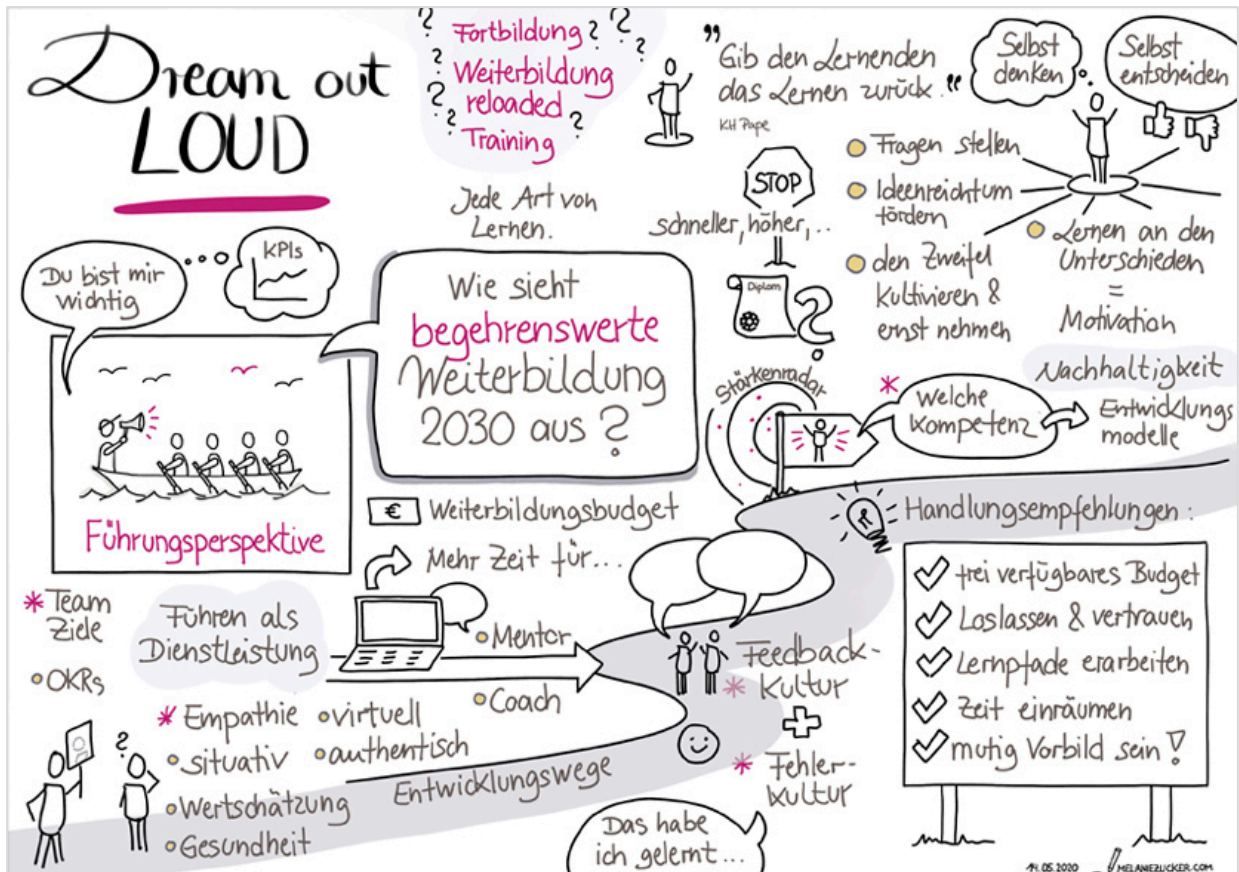 Dream out
LOUD
Fortbildung
Weiterbildung
reloaded
Training
Jede Art von
Lernen.
"Gib den Lernenden
das Lernen zurück."
KH Pape
Selbst
denken
Selbst
entscheiden
STOP
schneller, höher, ..
Diplom
Fragen stellen
Ideenreichtum
fördern
den Zweifel
kultivieren &
ernst nehmen
Lernen an den
Unterschieden
=
Motivation
Nachhaltigkeit
Du bist mir
wichtig
KPIs
Führungsperspektive
Wie sieht
begehrenswerte
Weiterbildung
2030 aus?
Stärkenradar
* Welche
Kompetenz
Entwicklungs
modelle
€ Weiterbildungsbudget
Mehr Zeit für...
Handlungsempfehlungen:
frei verfügbares Budget
Loslassen & vertrauen
Lernpfade erarbeiten
Zeit einräumen
mutig Vorbild sein!
* Team
Ziele
OKRs
Führen als
Dienstleistung
Mentor
Coach
* Empathie
situativ
Wertschätzung
Gesundheit
virtuell
authentisch
Entwicklungswege
Feedback-
* Kultur
+
* Fehler-
kultur
Das habe
ich gelernt...
14.05.2020
MELANIEZUCKER.COM